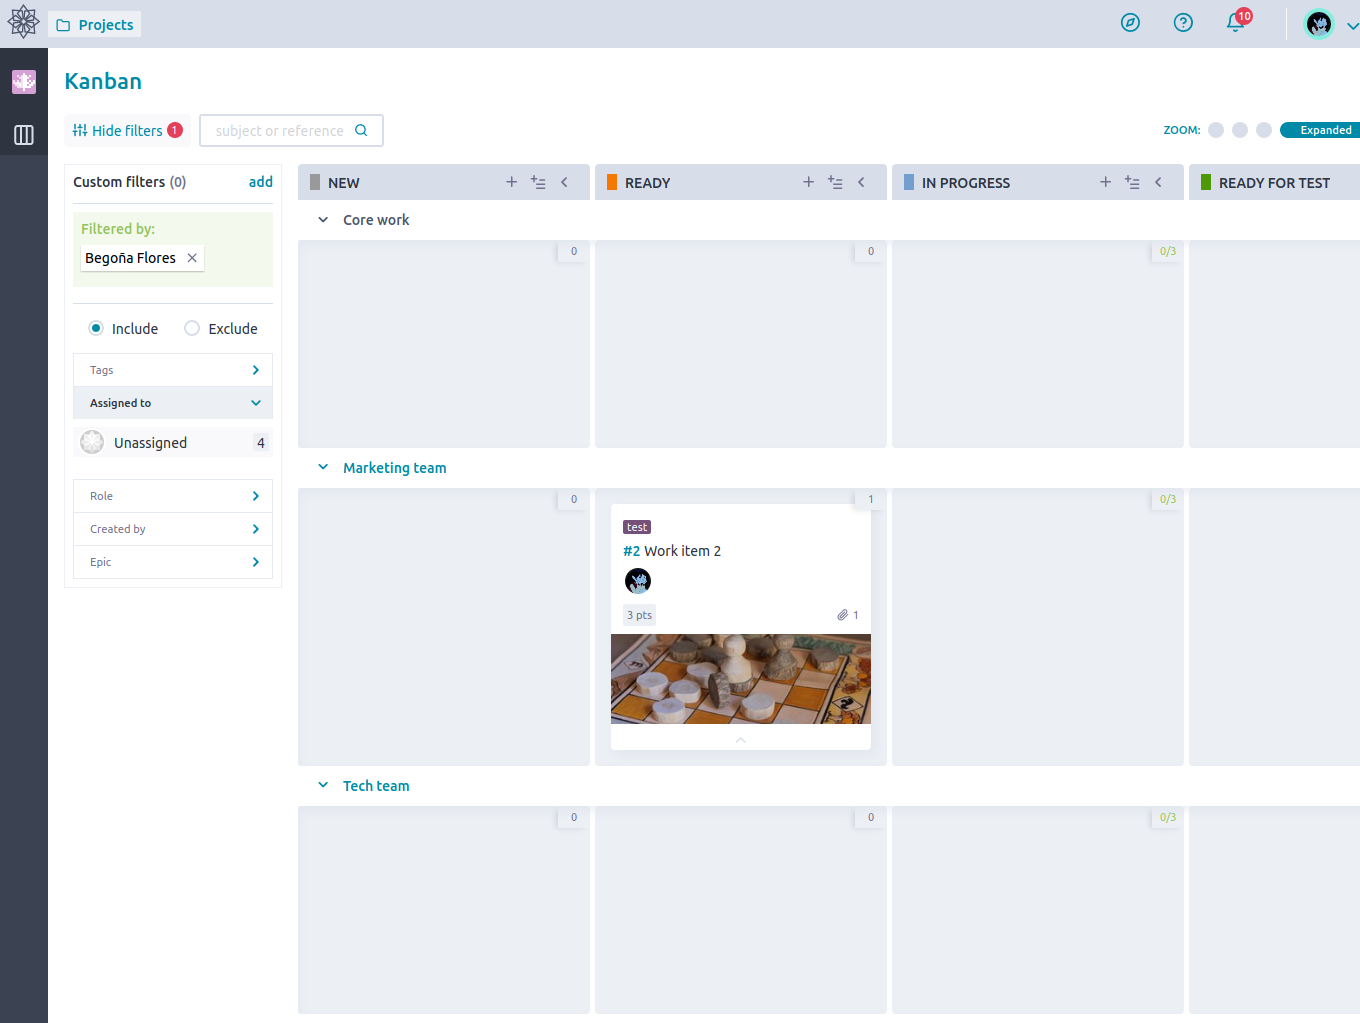 Projects
10
Kanban
Hide filters 1
subject or reference
ZOOM:
Expanded
Custom filters (0)
add
Filtered by:
Begoña Flores
Include
Exclude
Tags
Assigned to
Unassigned
4
Role
Created by
Epic
NEW
READY
IN PROGRESS
READY FOR TEST
Core work
0
0
0/3
Marketing team
0
1
0/3
test
#2 Work item 2
3 pts
1
Tech team
0
0
0/3